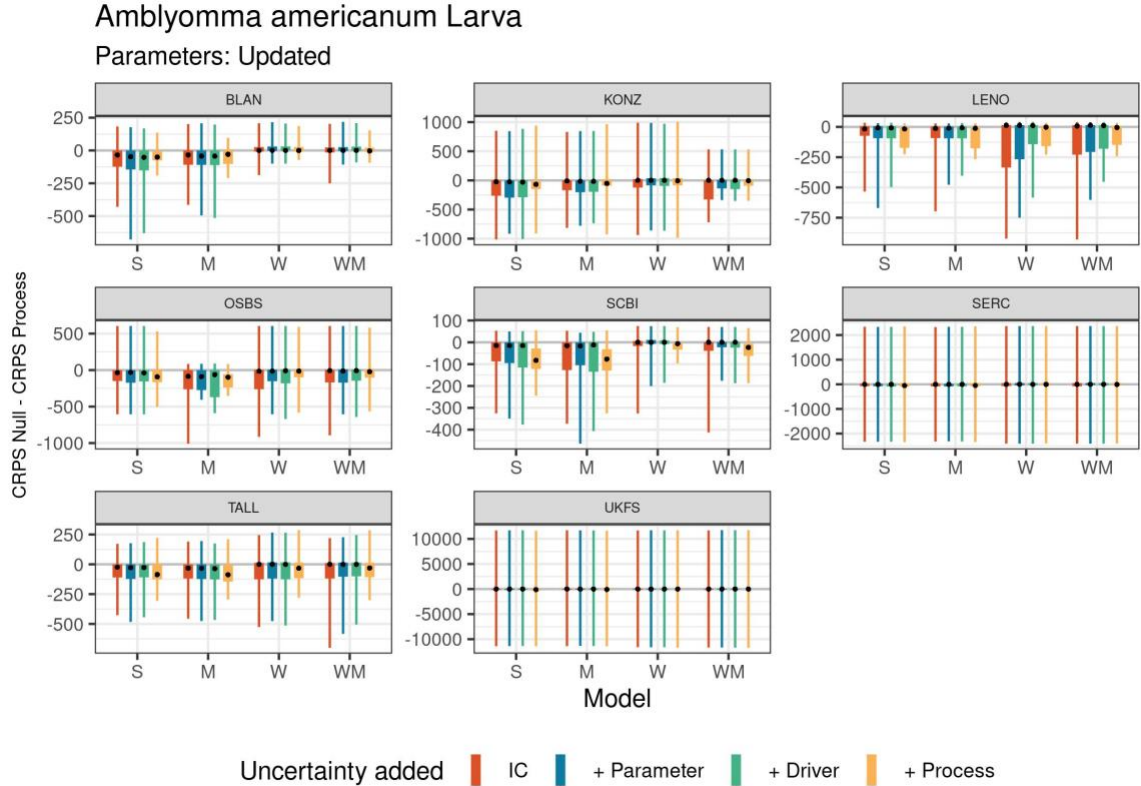 Amblyomma americanum Larva
Parameters: Updated
CRPS Null - CRPS Process
BLAN
250
0
-250
-500
S M W WM
KONZ
1000
500
0
-500
-1000
S M W WM
LENO
0
-250
-500
-750
S M W WM
OSBS
500
0
-500
-1000
S M W WM
SCBI
100
0
-100
-200
-300
-400
S M W WM
SERC
2000
1000
0
-1000
-2000
S M W WM
TALL
250
0
-250
-500
S M W WM
UKFS
10000
5000
0
-5000
-10000
S M W WM
Model
Uncertainty added IC + Parameter + Driver + Process